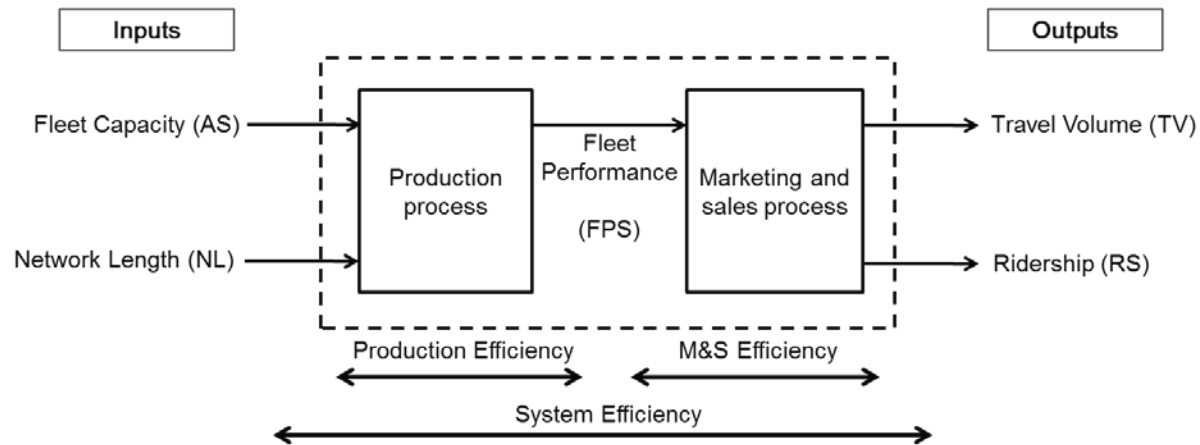 Inputs
Outputs
Fleet Capacity (AS)
Network Length (NL)
Production
process
Fleet
Performance
(FPS)
Marketing and
sales process
Travel Volume (TV)
Ridership (RS)
Production Efficiency
M&S Efficiency
System Efficiency